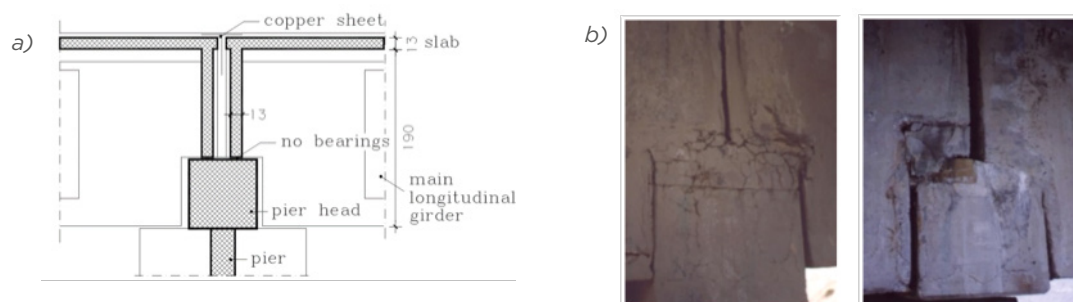 a)
copper sheet
13
slab
13
no bearings
190
main
longitudinal
girder
pier head
pier
b)